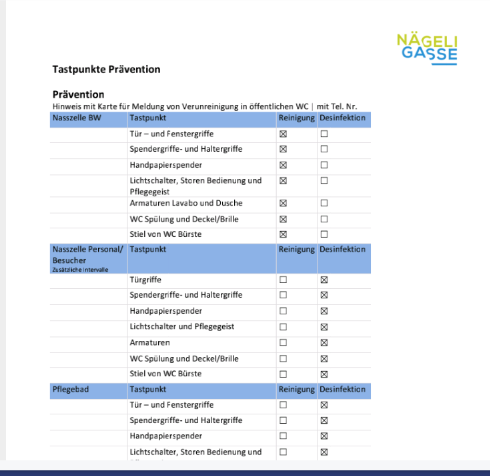 NÄGELI
GASSE
Tastpunkte Prävention
Prävention
Hinweis mit Karte für Meldung von Verunreinigung in öffentlichen WC | mit Tel. Nr.
Nasszelle BW Tastpunkt Reinigung Desinfektion
Tür – und Fenstergriffe ☒ ☐
Spendergriffe- und Haltergriffe ☒ ☐
Handpapierspender ☒ ☐
Lichtschalter, Storen Bedienung und ☒ ☐
Pflegegeist
Armaturen Lavabo und Dusche ☒ ☐
WC Spülung und Deckel/Brille ☒ ☐
Stiel von WC Bürste ☒ ☐
Nasszelle Personal/ Tastpunkt Reinigung Desinfektion
Besucher
Zusätzliche Intervalle
Türgriffe ☐ ☒
Spendergriffe- und Haltergriffe ☐ ☒
Handpapierspender ☐ ☒
Lichtschalter und Pflegegeist ☐ ☒
Armaturen ☐ ☒
WC Spülung und Deckel/Brille ☐ ☒
Stiel von WC Bürste ☐ ☒
Pflegebad Tastpunkt Reinigung Desinfektion
Tür – und Fenstergriffe ☐ ☒
Spendergriffe- und Haltergriffe ☐ ☒
Handpapierspender ☐ ☒
Lichtschalter, Storen Bedienung und ☐ ☒